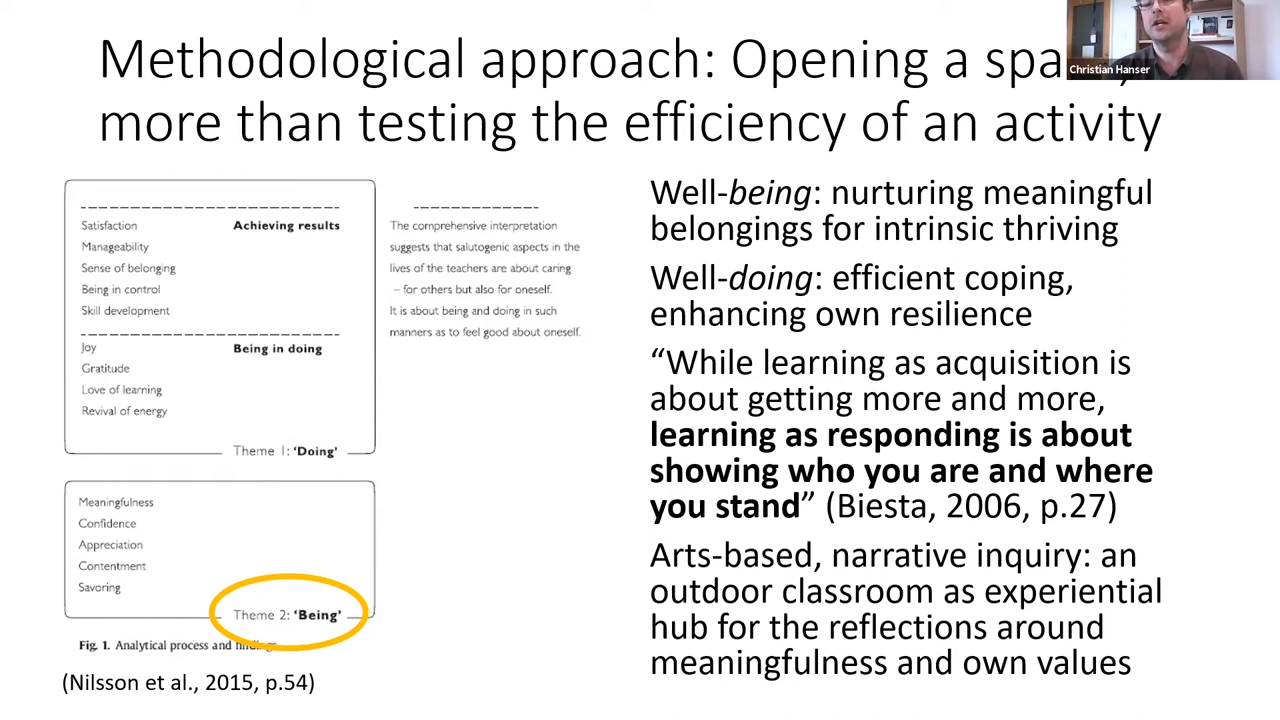 Methodological approach: Opening a
more than testing the efficiency of an activity
Christian Hanser
Satisfaction Achieving results
Manageability
Sense of belonging
Being in control
Skill development
Joy Being in doing
Gratitude
Love of learning
Revival of energy
Theme 1: ‘Doing’
The comprehensive interpretation
suggests that salutogenic aspects in the
lives of the teachers are about caring
– for others but also for oneself.
It is about being and doing in such
manners as to feel good about oneself.
Meaningfulness
Confidence
Appreciation
Contentment
Savoring
Theme 2: ‘Being’
Fig. 1. Analytical process and findings
(Nilsson et al., 2015, p.54)
Well-being: nurturing meaningful
belongings for intrinsic thriving
Well-doing: efficient coping,
enhancing own resilience
“While learning as acquisition is
about getting more and more,
learning as responding is about
showing who you are and where
you stand” (Biesta, 2006, p.27)
Arts-based, narrative inquiry: an
outdoor classroom as experiential
hub for the reflections around
meaningfulness and own values